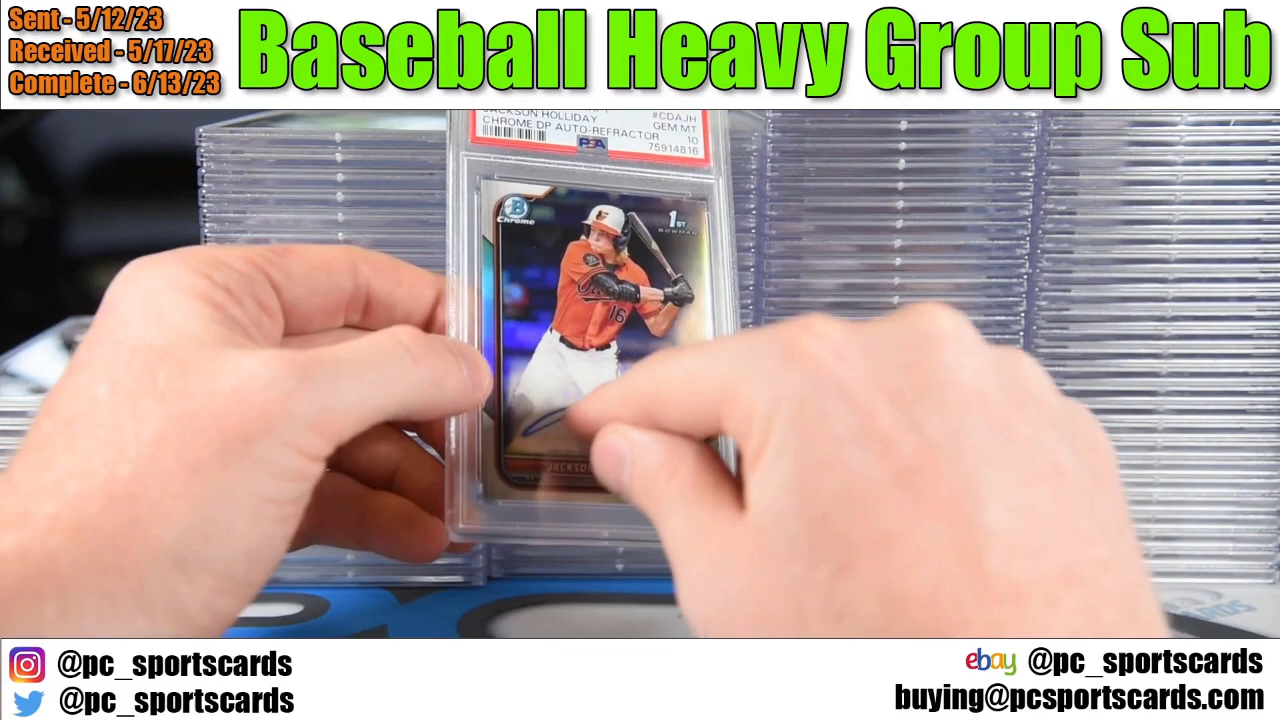 Sent - 5/12/23
Received - 5/17/23
Complete - 6/13/23
Baseball Heavy Group Sub
JACKSON HOLLIDAY #CDAJH
CHROME DP AUTO-REFRACTOR GEM MT
10
PSA 75914816
B
Chrome
1ST
BOWMAN
16
@pc_sportscards
@pc_sportscards
ebay @pc_sportscards
buying@pcsportscards.com